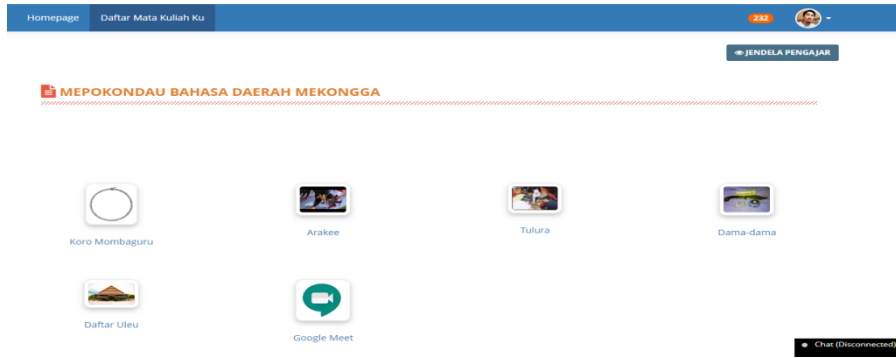 Homepage Daftar Mata Kuliah Ku 232
JENDELA PENGAJAR
MEPOKONDAU BAHASA DAERAH MEKONGGA
Koro Mombaguru
Arakee
Tulura
Dama-dama
Daftar Uleu
Google Meet
Chat (Disconnected)